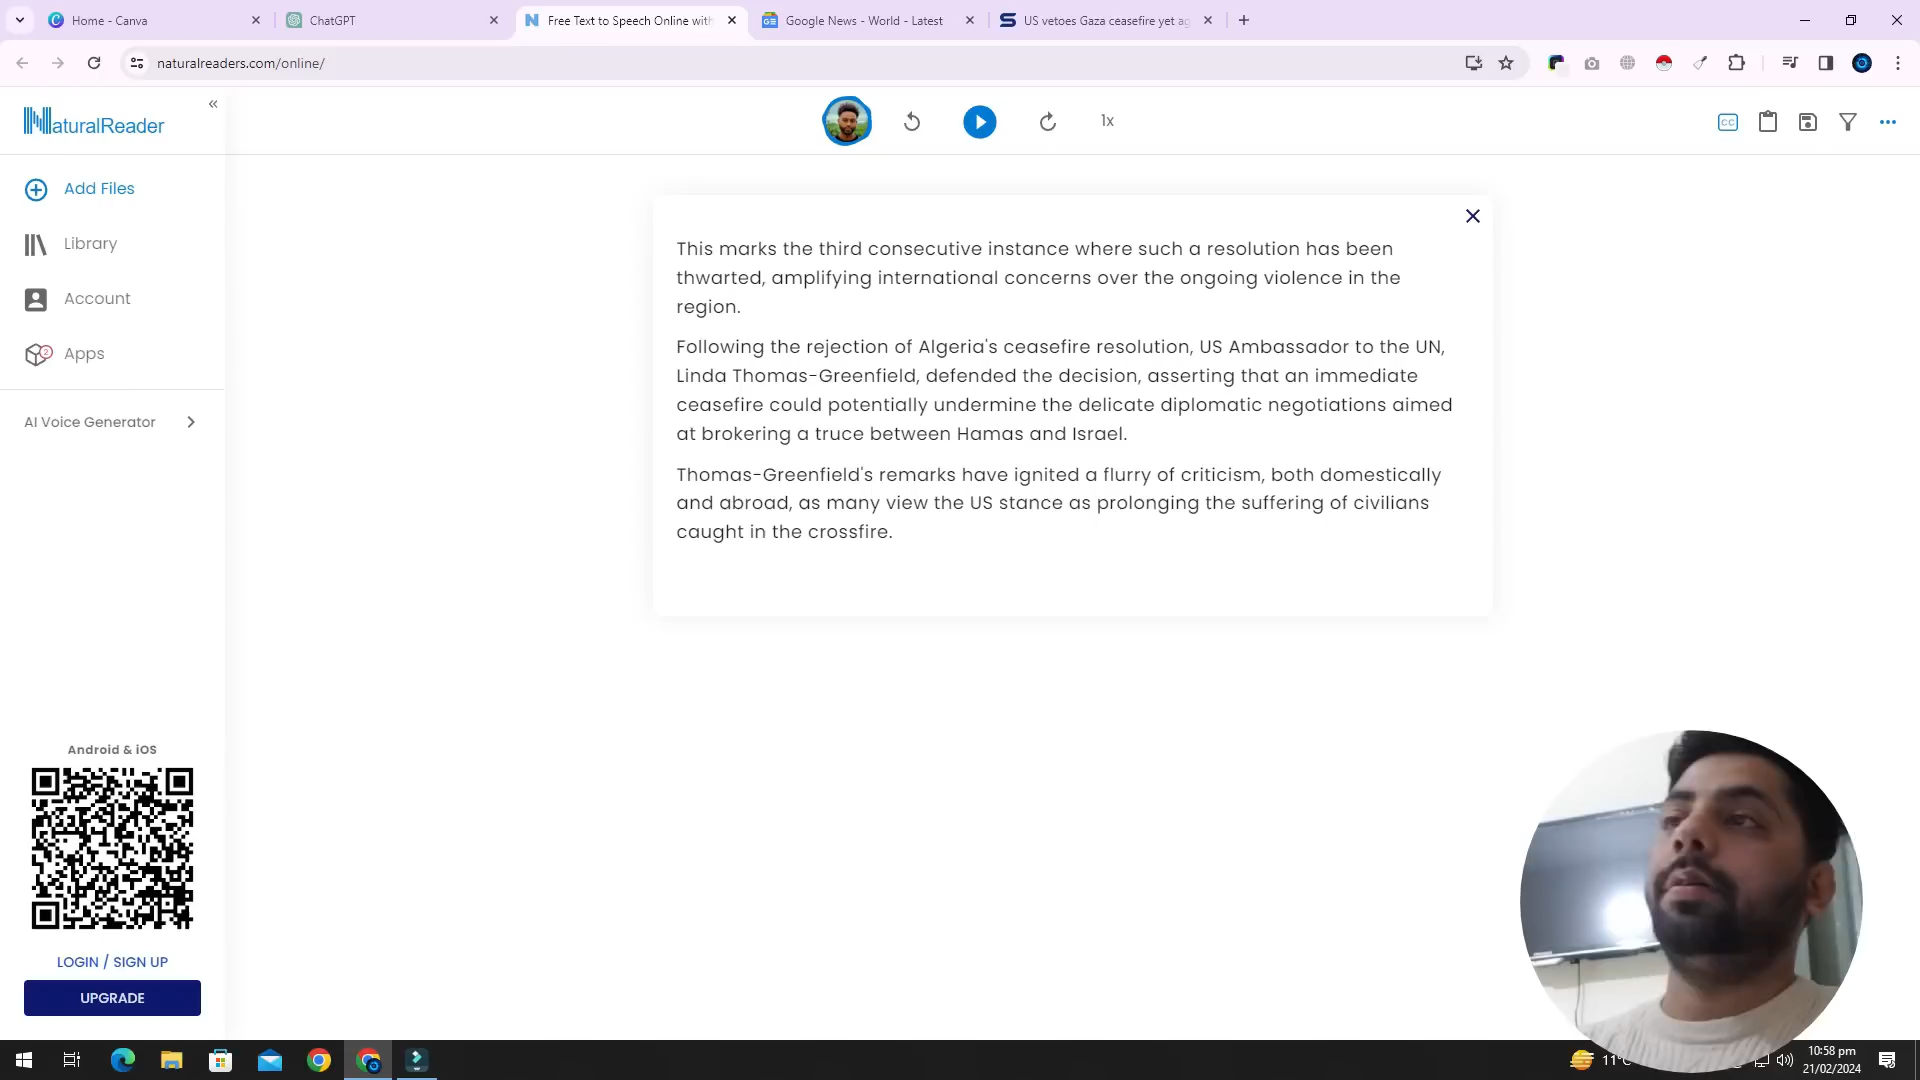 Home - Canva
ChatGPT
Free Text to Speech Online with
Google News - World - Latest
US vetoes Gaza ceasefire yet ag
naturalreaders.com/online/
NaturalReader
1x
CC
Add Files
Library
Account
2
Apps
AI Voice Generator
This marks the third consecutive instance where such a resolution has been
thwarted, amplifying international concerns over the ongoing violence in the
region.
Following the rejection of Algeria's ceasefire resolution, US Ambassador to the UN,
Linda Thomas-Greenfield, defended the decision, asserting that an immediate
ceasefire could potentially undermine the delicate diplomatic negotiations aimed
at brokering a truce between Hamas and Israel.
Thomas-Greenfield's remarks have ignited a flurry of criticism, both domestically
and abroad, as many view the US stance as prolonging the suffering of civilians
caught in the crossfire.
Android & iOS
LOGIN / SIGN UP
UPGRADE
11°C
10:58 pm
21/02/2024